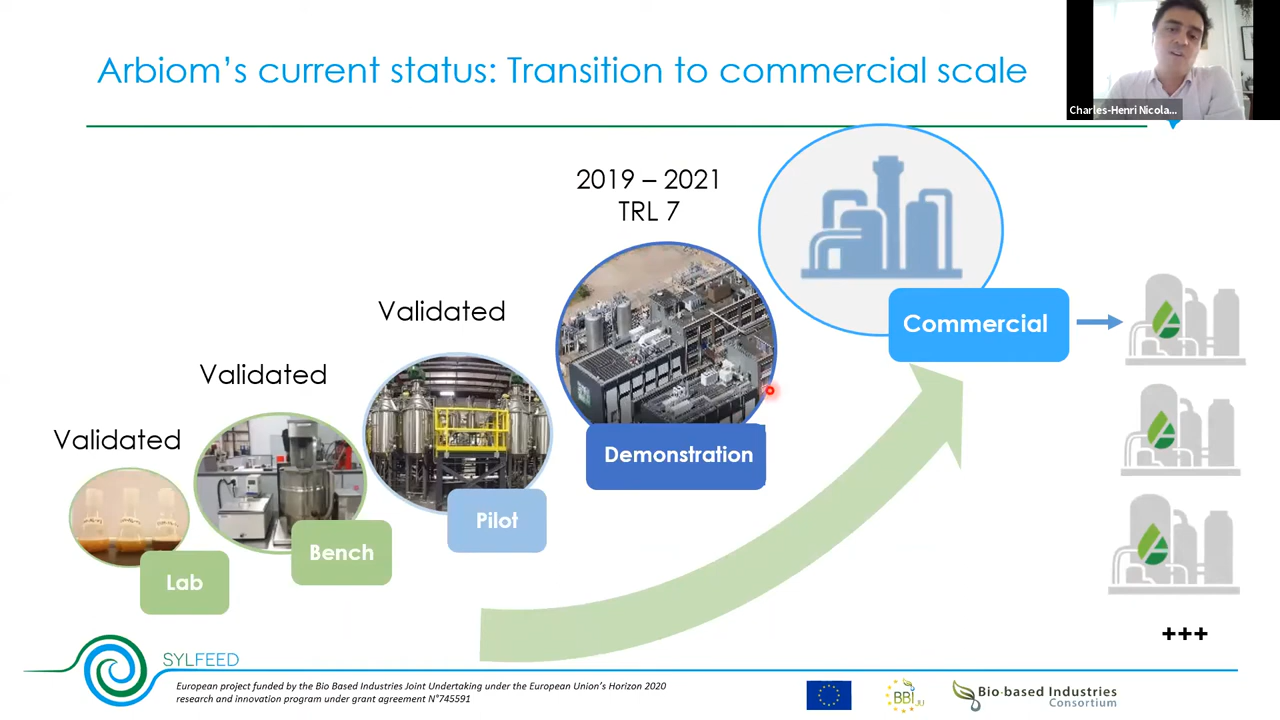 Arbiom's current status: Transition to commercial scale
Charles-Henri Nicola...
2019 – 2021
TRL 7
Validated
Commercial
Validated
Validated
Demonstration
Pilot
Bench
Lab
+++
SYLFEED
European project funded by the Bio Based Industries Joint Undertaking under the European Union's Horizon 2020
research and innovation program under grant agreement N°745591
BBI JU
Bio-based Industries
Consortium